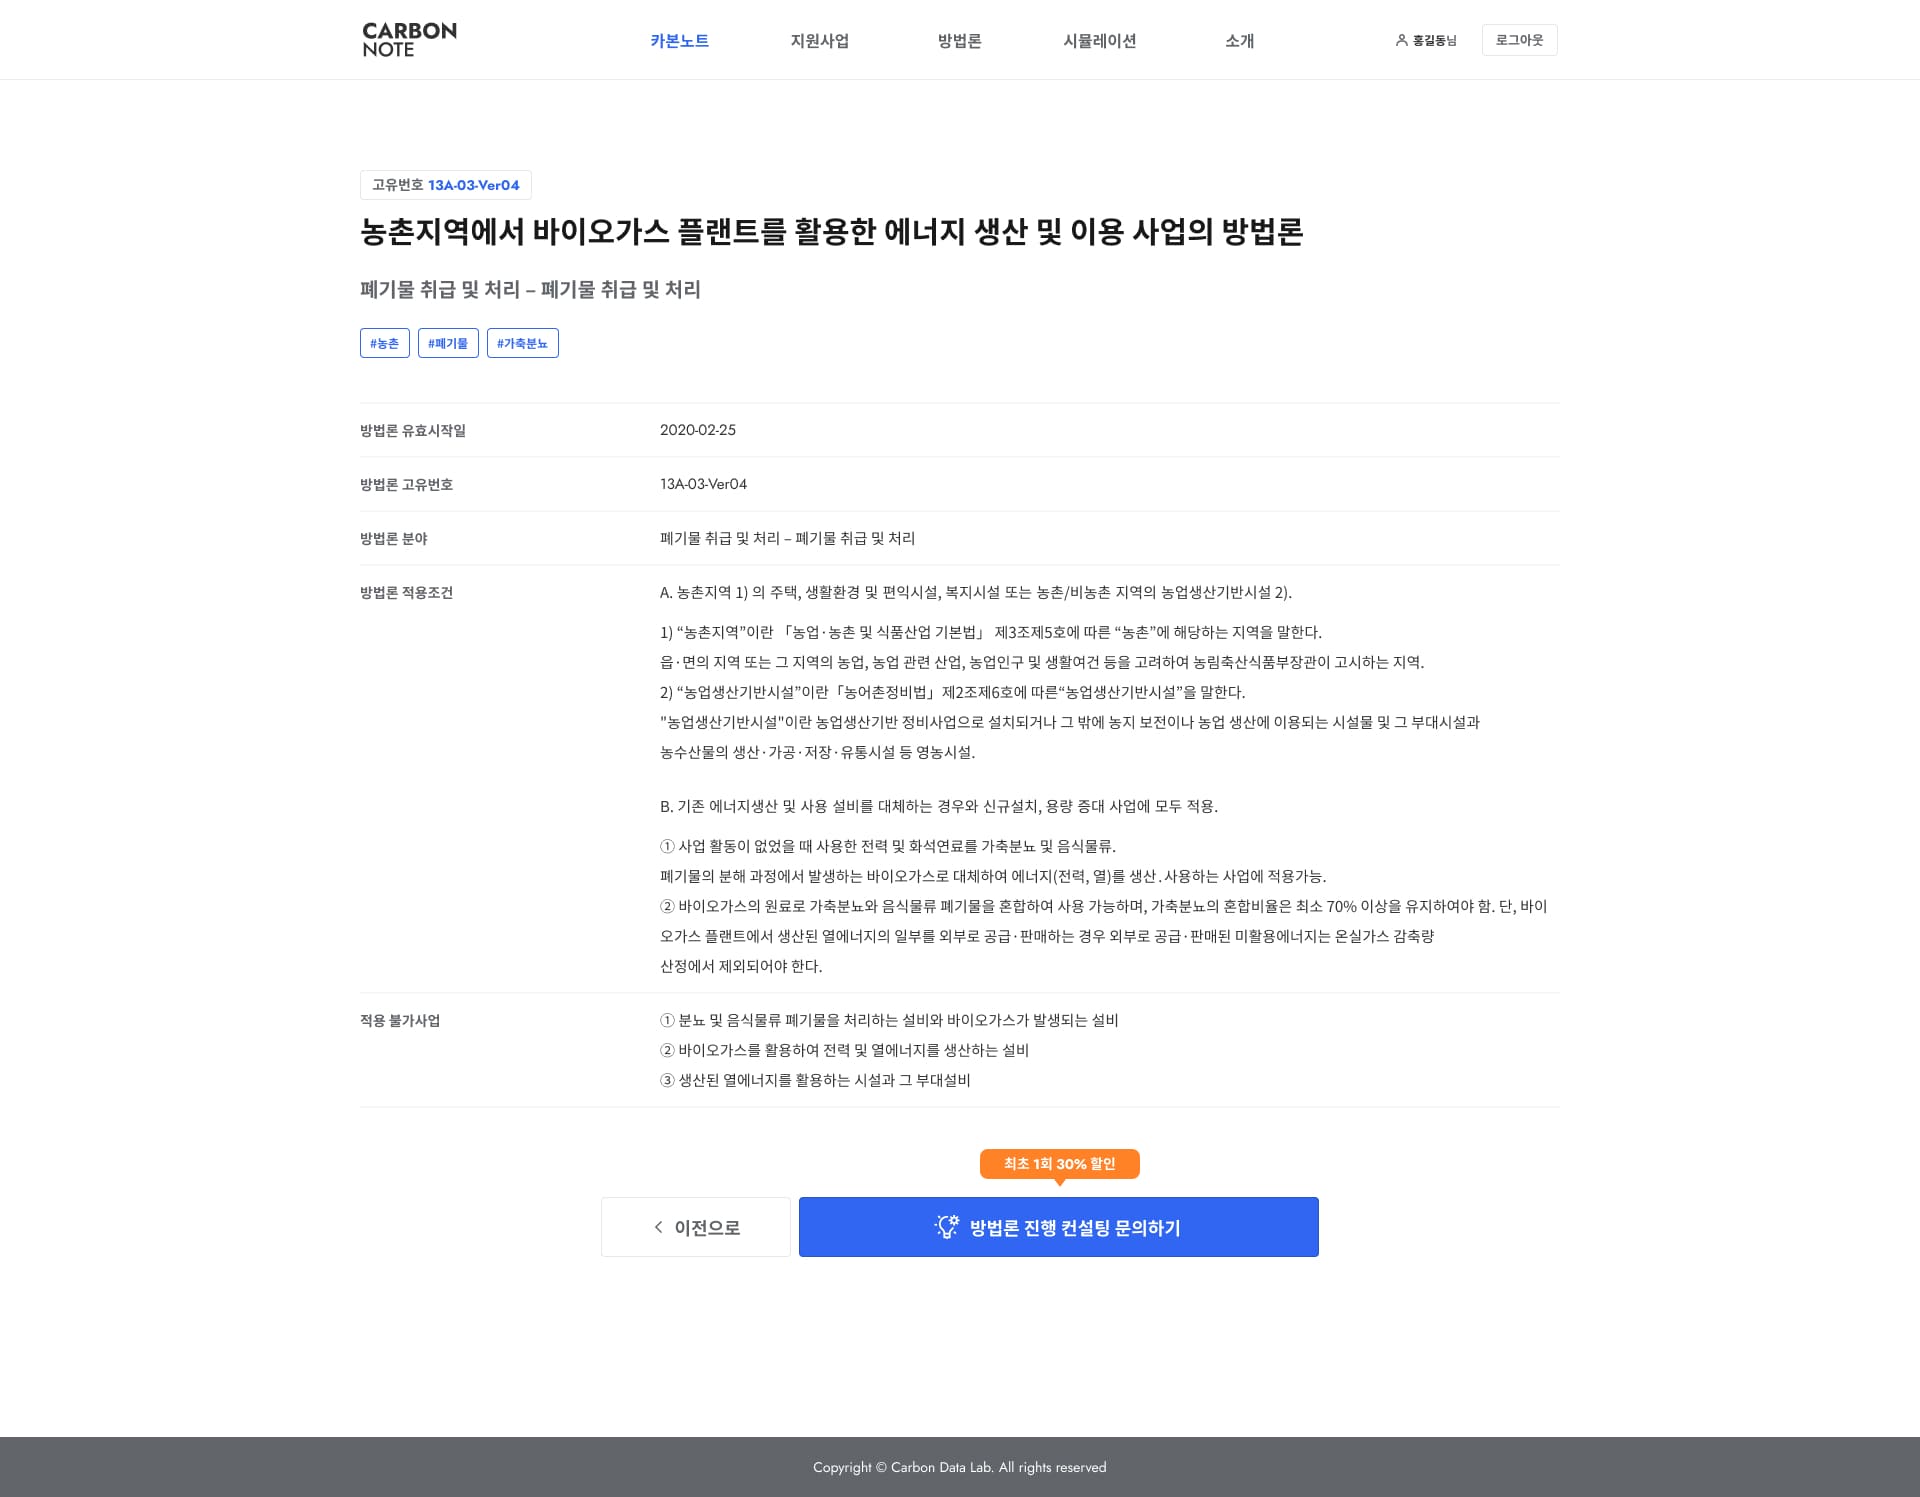 CARBON
NOTE
카본노트 지원사업 방법론 시뮬레이션 소개
홍길동님 로그아웃
고유번호 13A-03-Ver04
농촌지역에서 바이오가스 플랜트를 활용한 에너지 생산 및 이용 사업의 방법론
폐기물 취급 및 처리 – 폐기물 취급 및 처리
#농촌 #폐기물 #가축분뇨
방법론 유효시작일 2020-02-25
방법론 고유번호 13A-03-Ver04
방법론 분야 폐기물 취급 및 처리 – 폐기물 취급 및 처리
방법론 적용조건 A. 농촌지역 1) 의 주택, 생활환경 및 편익시설, 복지시설 또는 농촌/비농촌 지역의 농업생산기반시설 2).
1) “농촌지역”이란 「농업·농촌 및 식품산업 기본법」 제3조제5호에 따른 “농촌”에 해당하는 지역을 말한다.
읍·면의 지역 또는 그 지역의 농업, 농업 관련 산업, 농업인구 및 생활여건 등을 고려하여 농림축산식품부장관이 고시하는 지역.
2) “농업생산기반시설”이란「농어촌정비법」제2조제6호에 따른“농업생산기반시설”을 말한다.
"농업생산기반시설"이란 농업생산기반 정비사업으로 설치되거나 그 밖에 농지 보전이나 농업 생산에 이용되는 시설물 및 그 부대시설과
농수산물의 생산·가공·저장·유통시설 등 영농시설.
B. 기존 에너지생산 및 사용 설비를 대체하는 경우와 신규설치, 용량 증대 사업에 모두 적용.
① 사업 활동이 없었을 때 사용한 전력 및 화석연료를 가축분뇨 및 음식물류.
폐기물의 분해 과정에서 발생하는 바이오가스로 대체하여 에너지(전력, 열)를 생산․사용하는 사업에 적용가능.
② 바이오가스의 원료로 가축분뇨와 음식물류 폐기물을 혼합하여 사용 가능하며, 가축분뇨의 혼합비율은 최소 70% 이상을 유지하여야 함. 단, 바이
오가스 플랜트에서 생산된 열에너지의 일부를 외부로 공급·판매하는 경우 외부로 공급·판매된 미활용에너지는 온실가스 감축량
산정에서 제외되어야 한다.
적용 불가사업 ① 분뇨 및 음식물류 폐기물을 처리하는 설비와 바이오가스가 발생되는 설비
② 바이오가스를 활용하여 전력 및 열에너지를 생산하는 설비
③ 생산된 열에너지를 활용하는 시설과 그 부대설비
최초 1회 30% 할인
이전으로 방법론 진행 컨설팅 문의하기
Copyright © Carbon Data Lab. All rights reserved